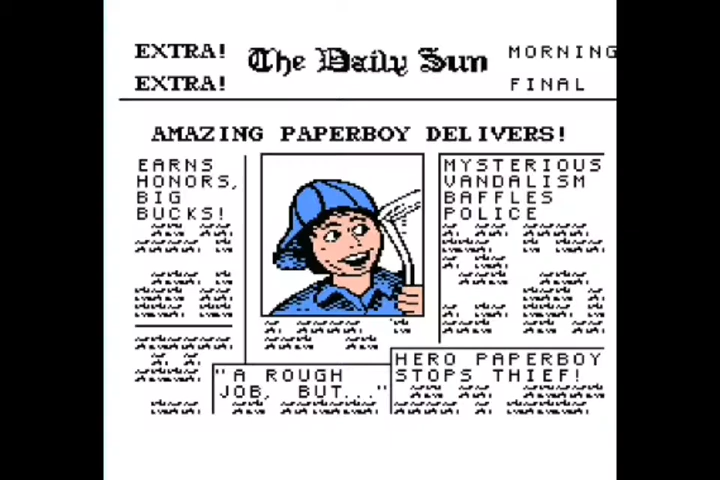 EXTRA!
EXTRA!
The Daily Sun
MORNING
FINAL
AMAZING PAPERBOY DELIVERS!
EARNS
HONORS,
BIG
BUCKS!
MYSTERIOUS
VANDALISM
BAFFLES
POLICE
"A ROUGH
JOB, BUT..."
HERO PAPERBOY
STOPS THIEF!